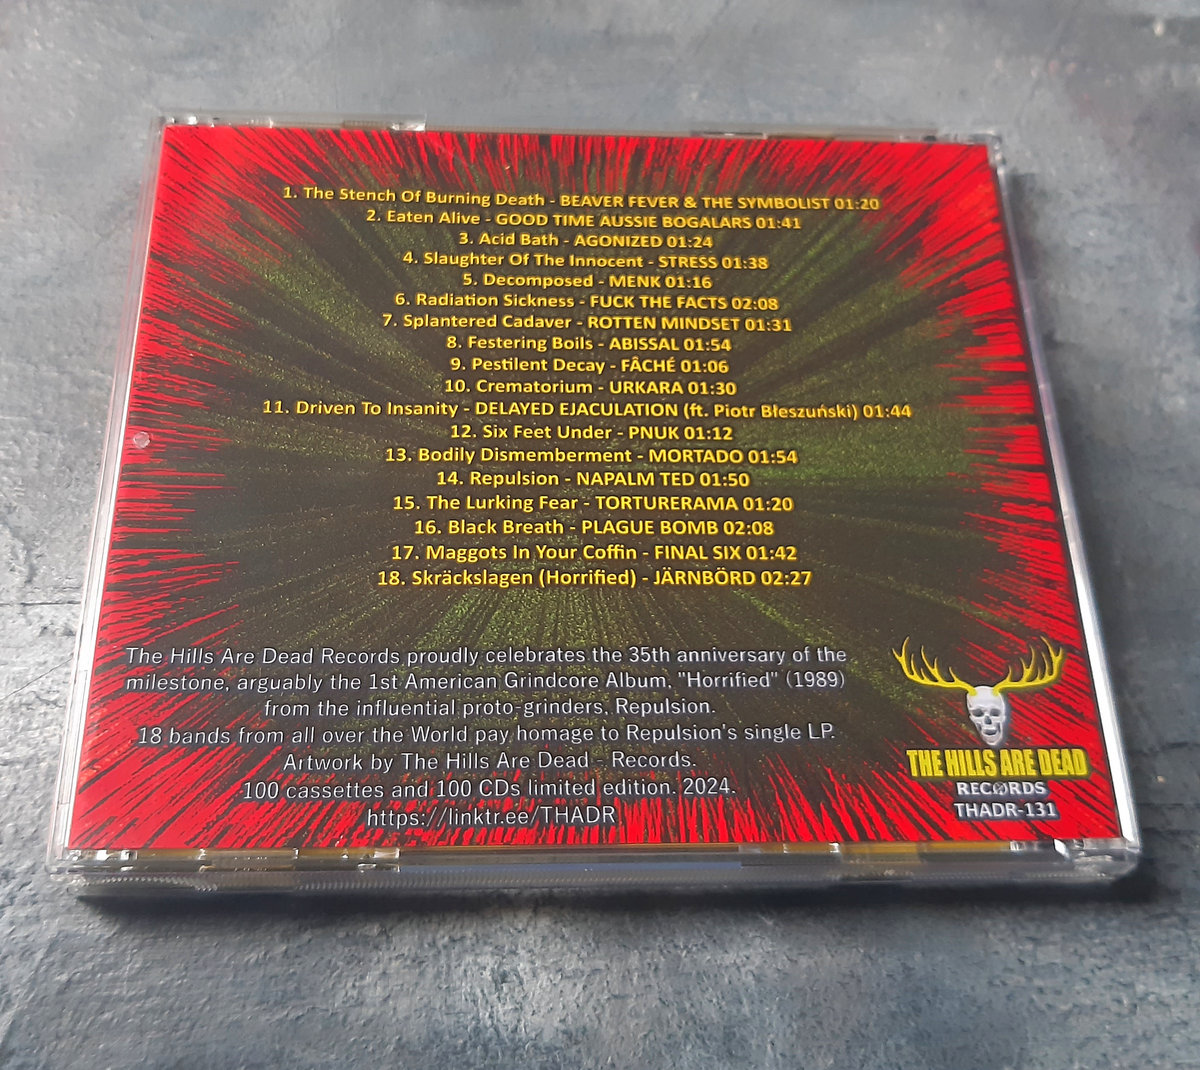 1. The Stench Of Burning Death - BEAVER FEVER & THE SYMBOLIST 01:20
2. Eaten Alive - GOOD TIME AUSSIE BOGALARS 01:41
3. Acid Bath - AGONIZED 01:24
4. Slaughter Of The Innocent - STRESS 01:38
5. Decomposed - MENK 01:16
6. Radiation Sickness - FUCK THE FACTS 02:08
7. Splantered Cadaver - ROTTEN MINDSET 01:31
8. Festering Boils - ABISSAL 01:54
9. Pestilent Decay - FÂCHÉ 01:06
10. Crematorium - URKARA 01:30
11. Driven To Insanity - DELAYED EJACULATION (ft. Piotr Błeszuński) 01:44
12. Six Feet Under - PNUK 01:12
13. Bodily Dismemberment - MORTADO 01:54
14. Repulsion - NAPALM TED 01:50
15. The Lurking Fear - TORTURERAMA 01:20
16. Black Breath - PLAGUE BOMB 02:08
17. Maggots In Your Coffin - FINAL SIX 01:42
18. Skräckslagen (Horrified) - JÄRNBÖRD 02:27
The Hills Are Dead Records proudly celebrates the 35th anniversary of the
milestone, arguably the 1st American Grindcore Album, "Horrified" (1989)
from the influential proto-grinders, Repulsion.
18 bands from all over the World pay homage to Repulsion's single LP.
Artwork by The Hills Are Dead - Records.
100 cassettes and 100 CDs limited edition. 2024.
https://linktr.ee/THADR
THE HILLS ARE DEAD
RECORDS
THADR-131